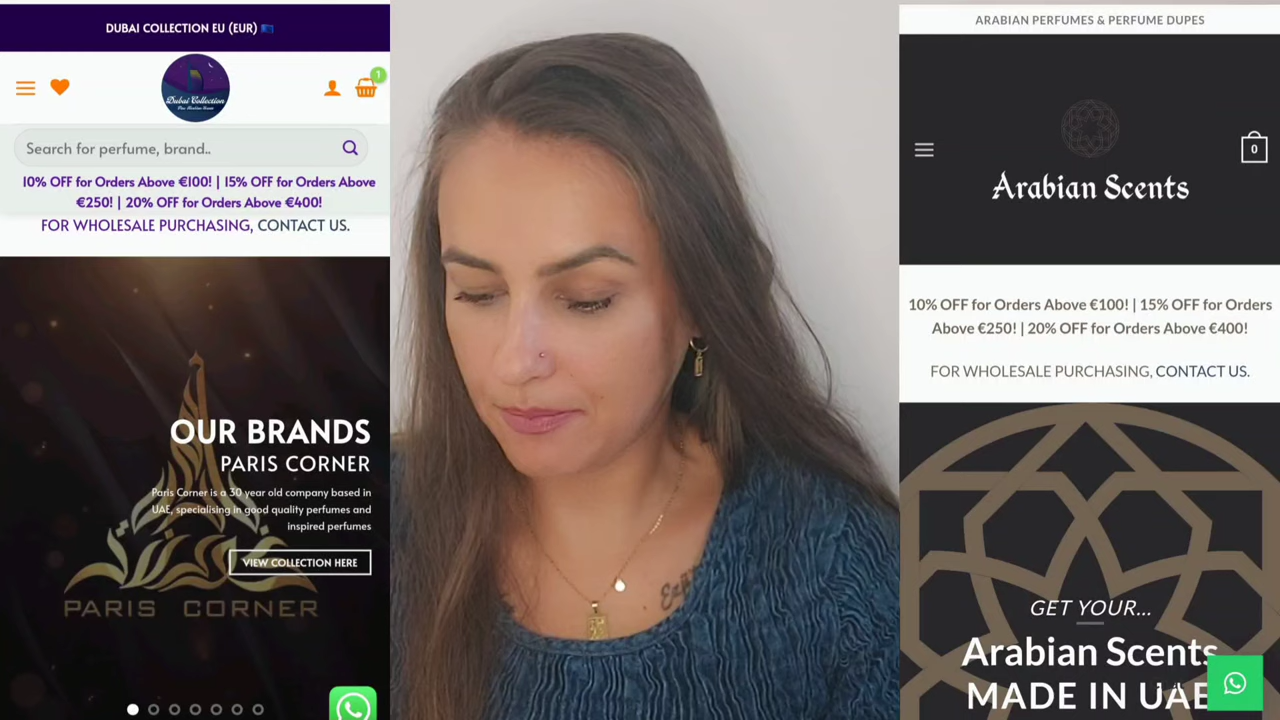 DUBAI COLLECTION EU (EUR)
1
Dubai Collection
Search for perfume, brand..
10% OFF for Orders Above €100! | 15% OFF for Orders Above
€250! | 20% OFF for Orders Above €400!
FOR WHOLESALE PURCHASING, CONTACT US.
OUR BRANDS
PARIS CORNER
Paris Corner is a 30 year old company based in
UAE, specialising in good quality perfumes and
inspired perfumes
VIEW COLLECTION HERE
PARIS CORNER
ARABIAN PERFUMES & PERFUME DUPES
0
Arabian Scents
10% OFF for Orders Above €100! | 15% OFF for Orders
Above €250! | 20% OFF for Orders Above €400!
FOR WHOLESALE PURCHASING, CONTACT US.
GET YOUR...
Arabian Scents
MADE IN UAE